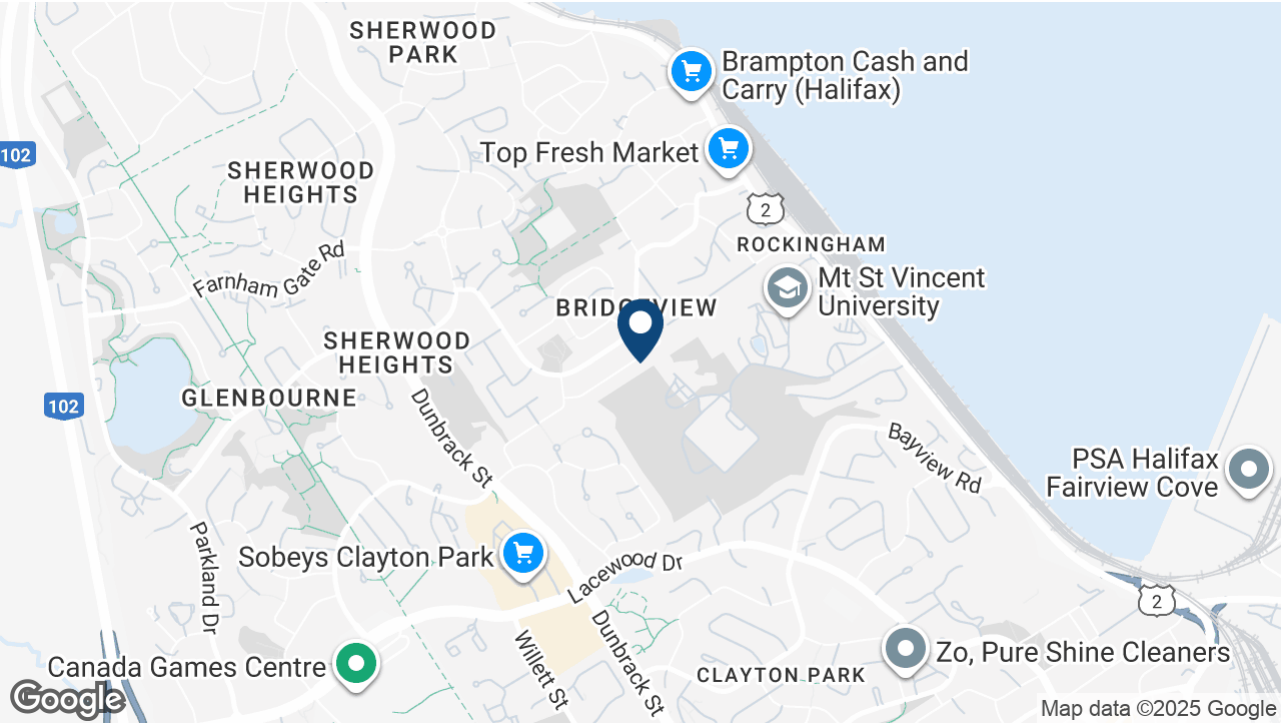 SHERWOOD
PARK
Brampton Cash and
Carry (Halifax)
102
Top Fresh Market
SHERWOOD
HEIGHTS
2
ROCKINGHAM
Farnham Gate Rd
Mt St Vincent
University
BRIDGEVIEW
SHERWOOD
HEIGHTS
GLENBOURNE
102
Dunbrack St
Bayview Rd
PSA Halifax
Fairview Cove
Parkland Dr
Sobeys Clayton Park
Lacewood Dr
2
Willett St
Dunbrack St
Canada Games Centre
CLAYTON PARK
Zo, Pure Shine Cleaners
Google
Map data ©2025 Google